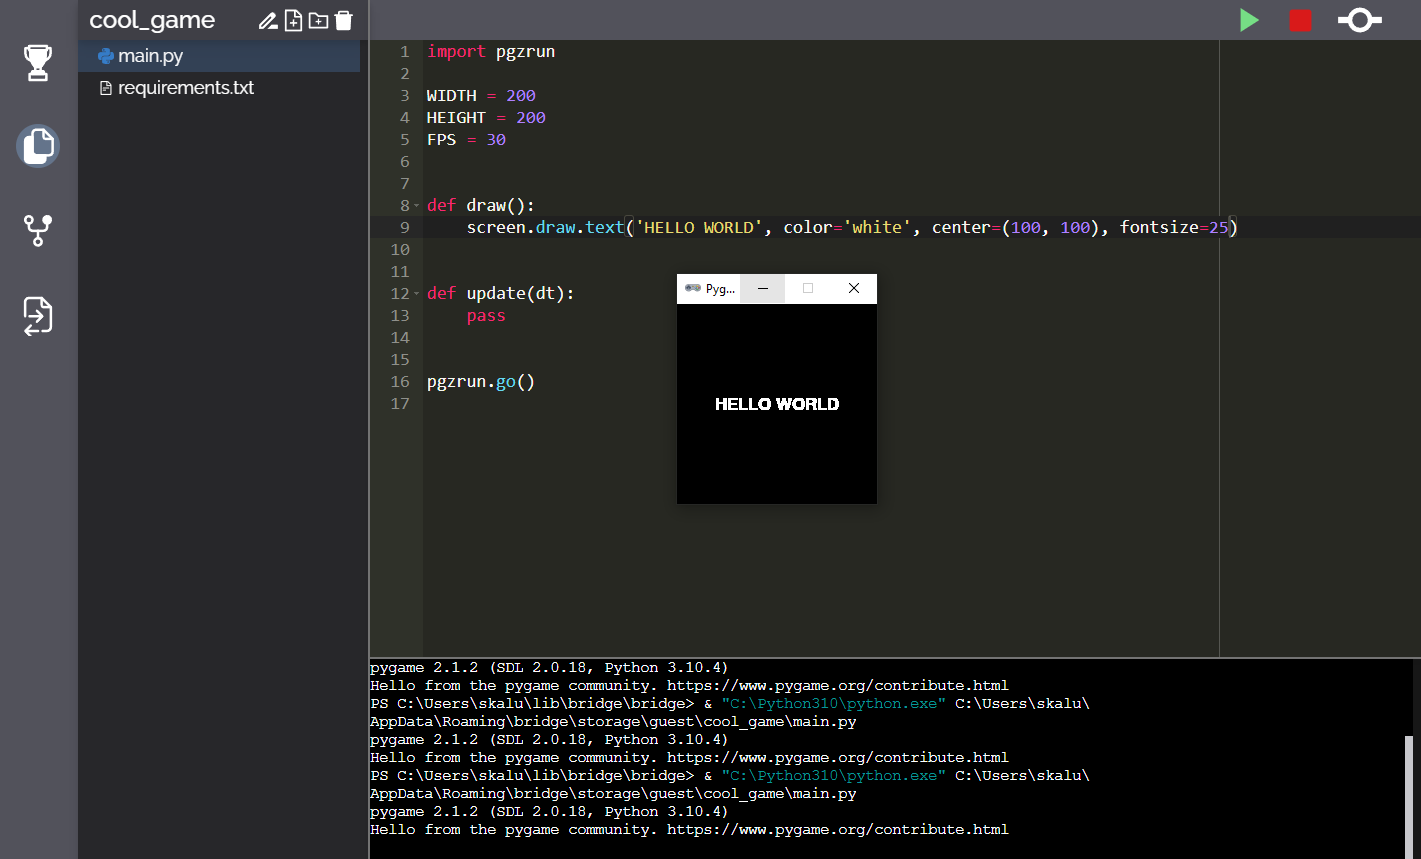 cool_game
main.py
requirements.txt
1 import pgzrun
2
3 WIDTH = 200
4 HEIGHT = 200
5 FPS = 30
6
7
8 def draw():
9     screen.draw.text('HELLO WORLD', color='white', center=(100, 100), fontsize=25)
10
11
12 def update(dt):
13     pass
14
15
16 pgzrun.go()
17
Pyg...
HELLO WORLD
pygame 2.1.2 (SDL 2.0.18, Python 3.10.4)
Hello from the pygame community. https://www.pygame.org/contribute.html
PS C:\Users\skalu\lib\bridge\bridge> & "C:\Python310\python.exe" C:\Users\skalu\
AppData\Roaming\bridge\storage\guest\cool_game\main.py
pygame 2.1.2 (SDL 2.0.18, Python 3.10.4)
Hello from the pygame community. https://www.pygame.org/contribute.html
PS C:\Users\skalu\lib\bridge\bridge> & "C:\Python310\python.exe" C:\Users\skalu\
AppData\Roaming\bridge\storage\guest\cool_game\main.py
pygame 2.1.2 (SDL 2.0.18, Python 3.10.4)
Hello from the pygame community. https://www.pygame.org/contribute.html